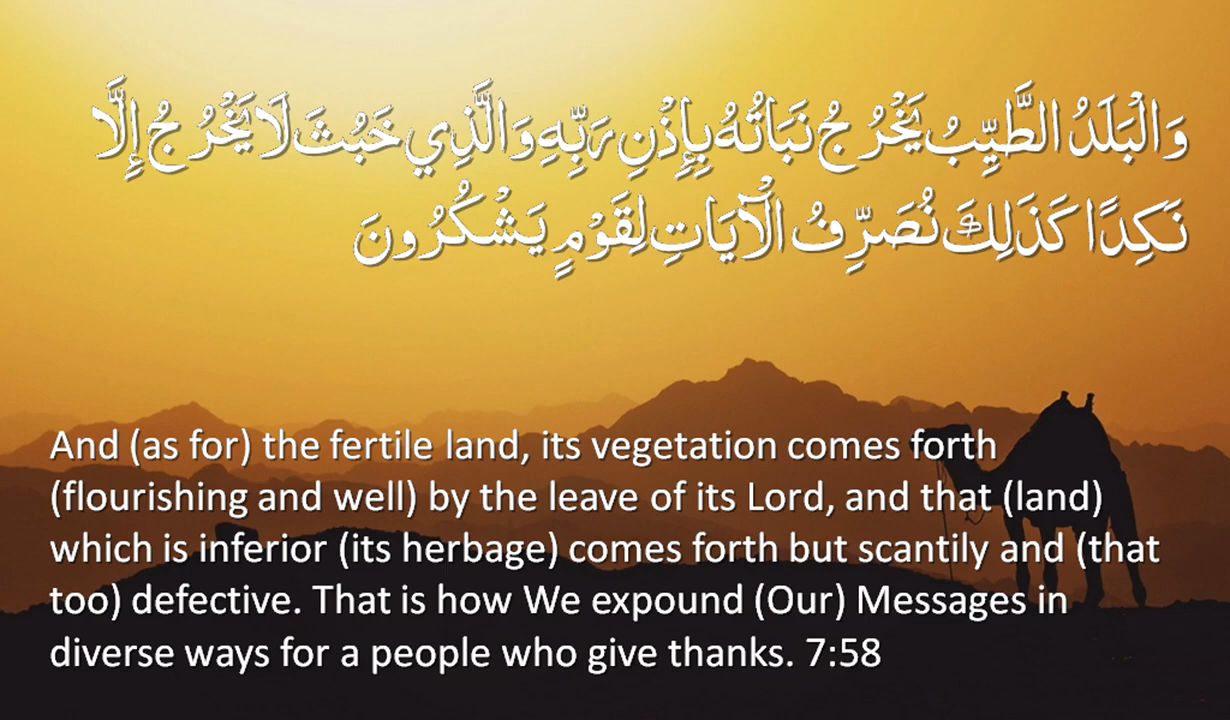 وَالْبَلَدُ الطَّيِّبُ يَخْرُجُ نَبَاتُهُ بِإِذْنِ رَبِّهِ وَالَّذِي خَبُثَ لَا يَخْرُجُ إِلَّا
نَكِدًا كَذَٰلِكَ نُصَرِّفُ الْآيَاتِ لِقَوْمٍ يَشْكُرُونَ
And (as for) the fertile land, its vegetation comes forth
(flourishing and well) by the leave of its Lord, and that (land)
which is inferior (its herbage) comes forth but scantily and (that
too) defective. That is how We expound (Our) Messages in
diverse ways for a people who give thanks. 7:58